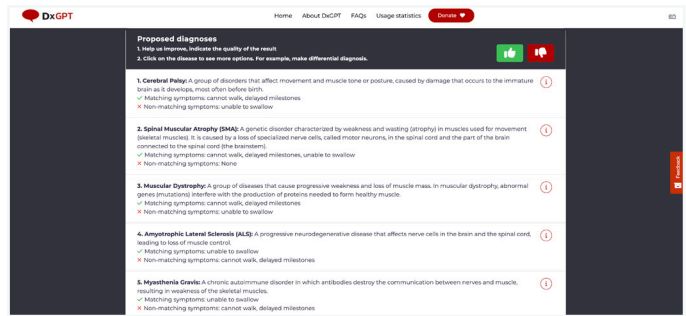 DxGPT
Home About DxGPT FAQs Usage statistics Donate
Proposed diagnoses
1. Help us improve, indicate the quality of the result
2. Click on the disease to see more options. For example, make differential diagnosis.
1. Cerebral Palsy: A group of disorders that affect movement and muscle tone or posture, caused by damage that occurs to the immature
brain as it develops, most often before birth.
✓ Matching symptoms: cannot walk, delayed milestones
× Non-matching symptoms: unable to swallow
2. Spinal Muscular Atrophy (SMA): A genetic disorder characterized by weakness and wasting (atrophy) in muscles used for movement
(skeletal muscles). It is caused by a loss of specialized nerve cells, called motor neurons, in the spinal cord and the part of the brain
connected to the spinal cord (the brainstem).
✓ Matching symptoms: cannot walk, delayed milestones, unable to swallow
× Non-matching symptoms: None
3. Muscular Dystrophy: A group of diseases that cause progressive weakness and loss of muscle mass. In muscular dystrophy, abnormal
genes (mutations) interfere with the production of proteins needed to form healthy muscle.
✓ Matching symptoms: cannot walk, delayed milestones
× Non-matching symptoms: unable to swallow
4. Amyotrophic Lateral Sclerosis (ALS): A progressive neurodegenerative disease that affects nerve cells in the brain and the spinal cord,
leading to loss of muscle control.
✓ Matching symptoms: unable to swallow
× Non-matching symptoms: cannot walk, delayed milestones
5. Myasthenia Gravis: A chronic autoimmune disorder in which antibodies destroy the communication between nerves and muscle,
resulting in weakness of the skeletal muscles.
✓ Matching symptoms: unable to swallow
× Non-matching symptoms: cannot walk, delayed milestones
Feedback